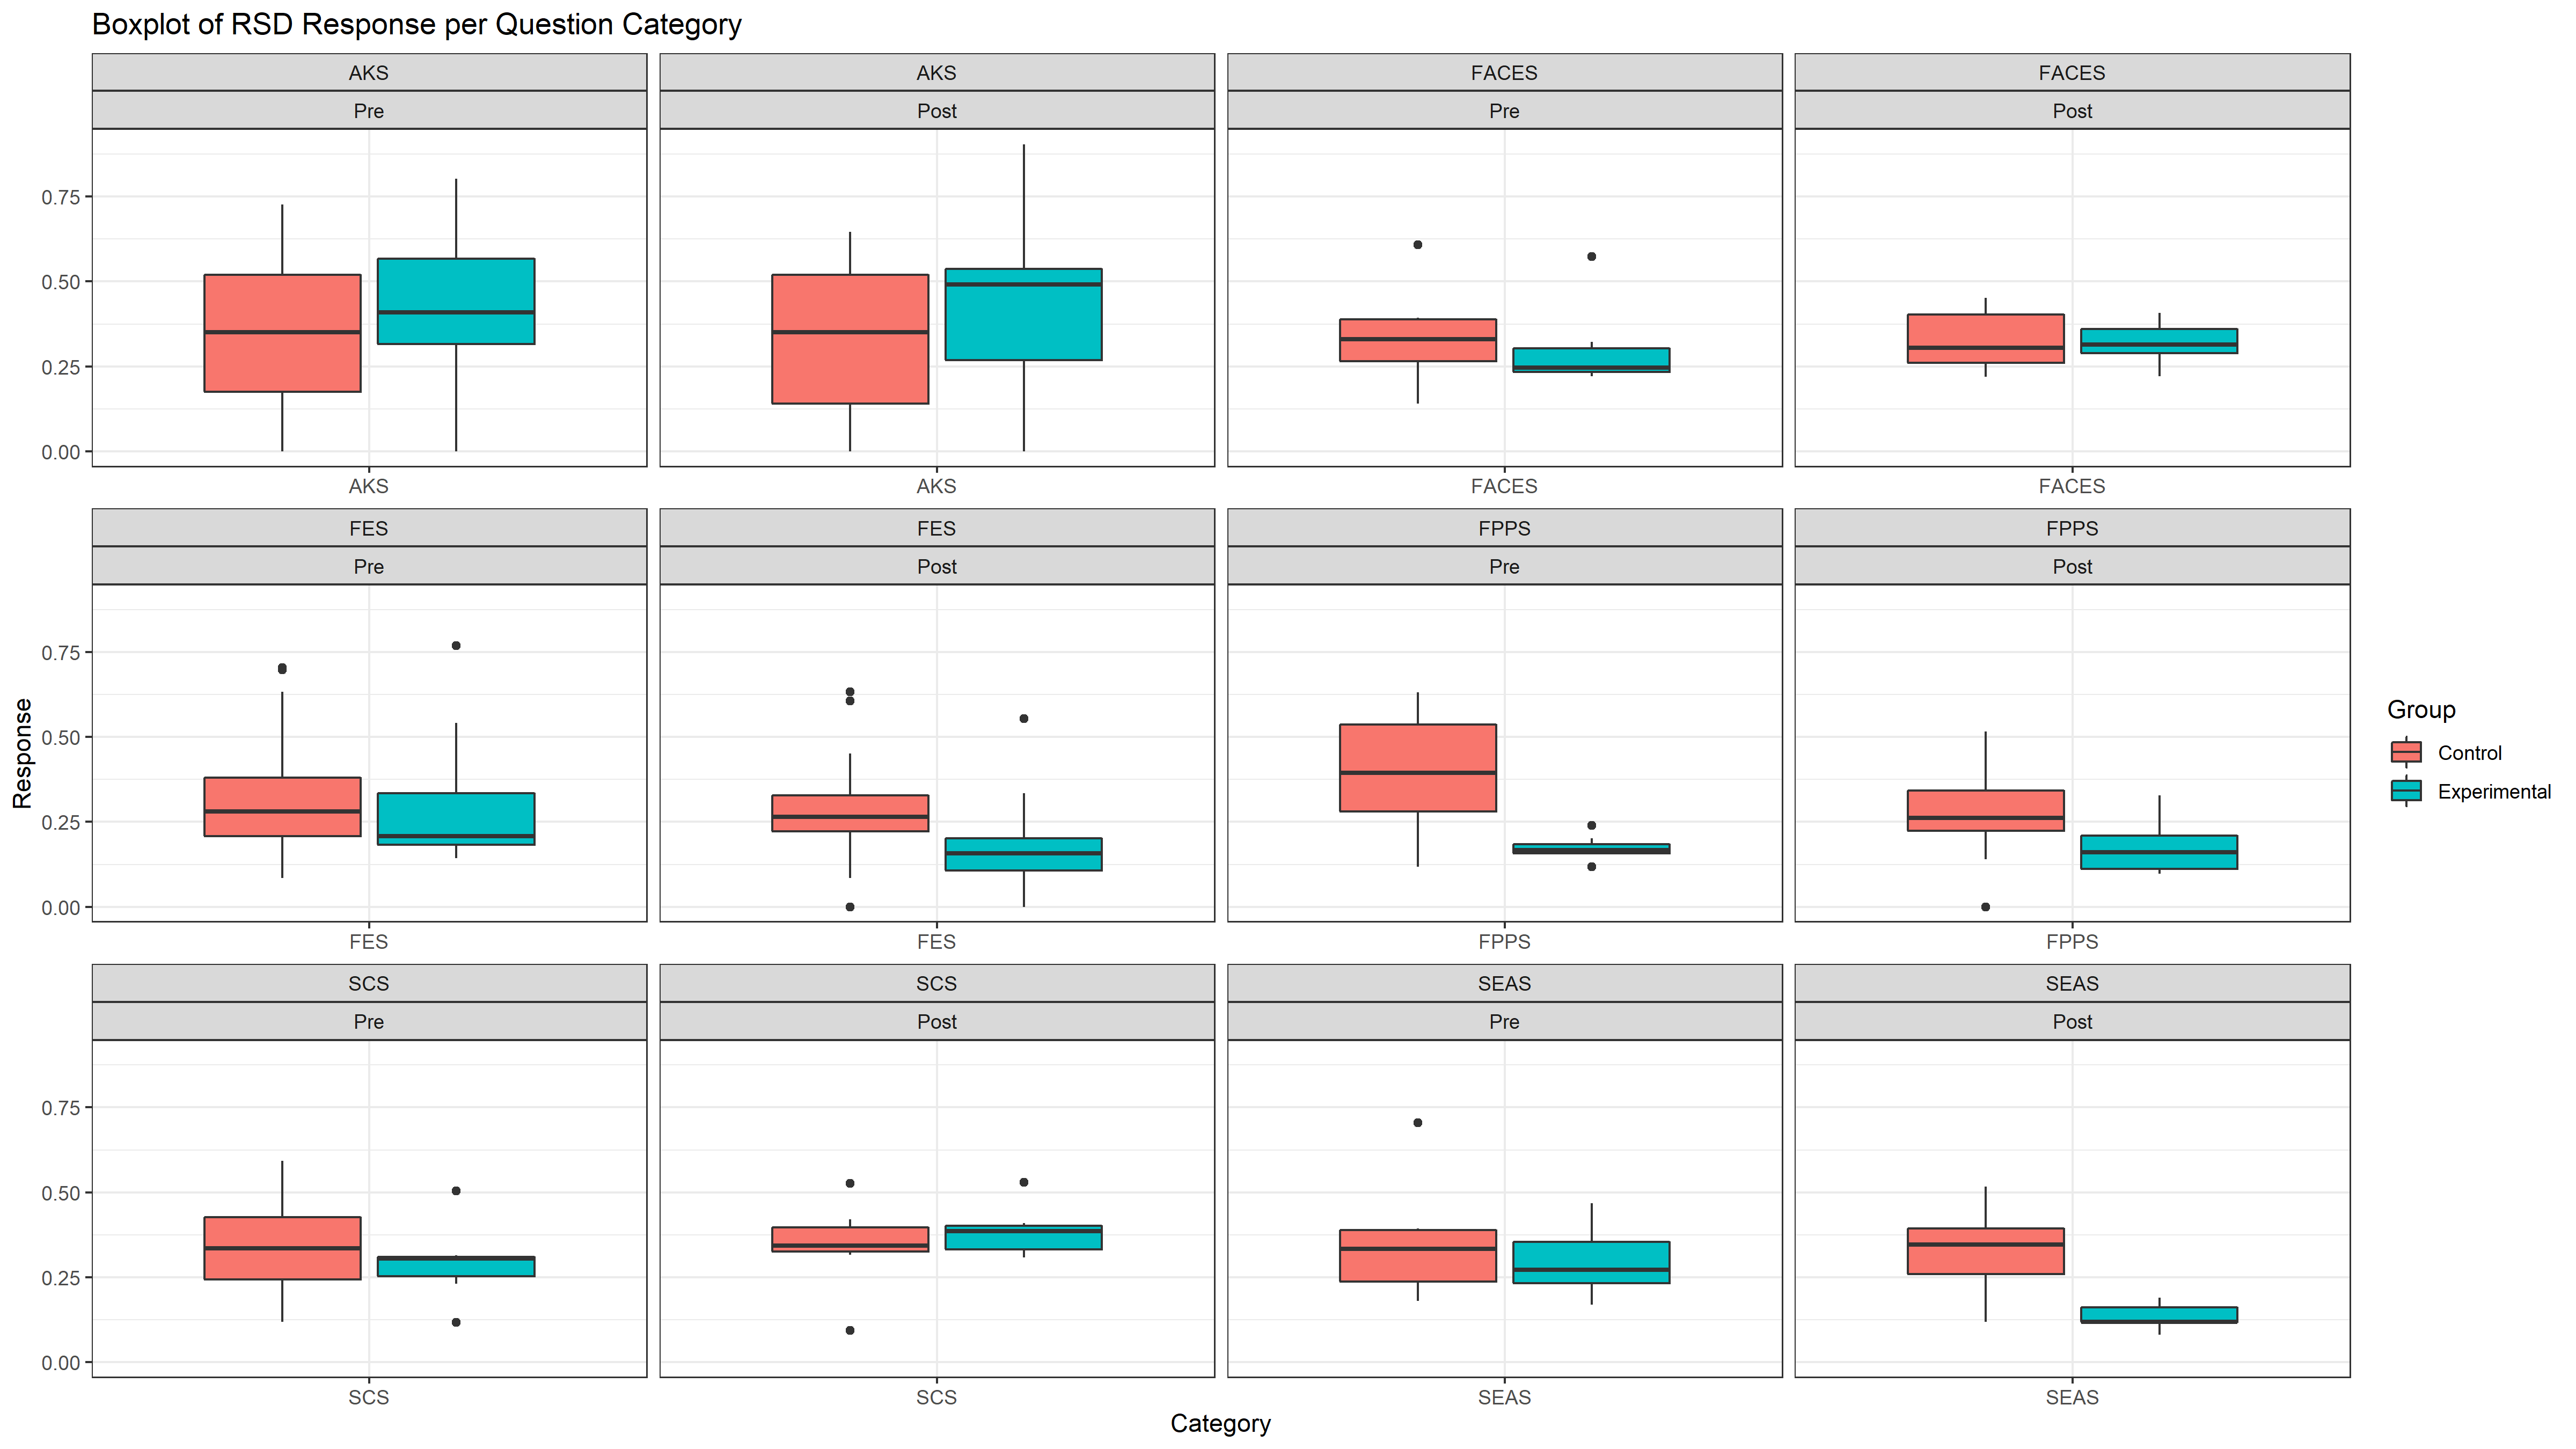 Boxplot of RSD Response per Question Category
AKS
AKS
FACES
FACES
Pre
Post
Pre
Post
0.75
0.50
0.25
0.00
AKS
AKS
FACES
FACES
FES
FES
FPPS
FPPS
Pre
Post
Pre
Post
0.75
0.50
0.25
0.00
FES
FES
FPPS
FPPS
Response
Group
Control
Experimental
SCS
SCS
SEAS
SEAS
Pre
Post
Pre
Post
0.75
0.50
0.25
0.00
SCS
SCS
SEAS
SEAS
Category